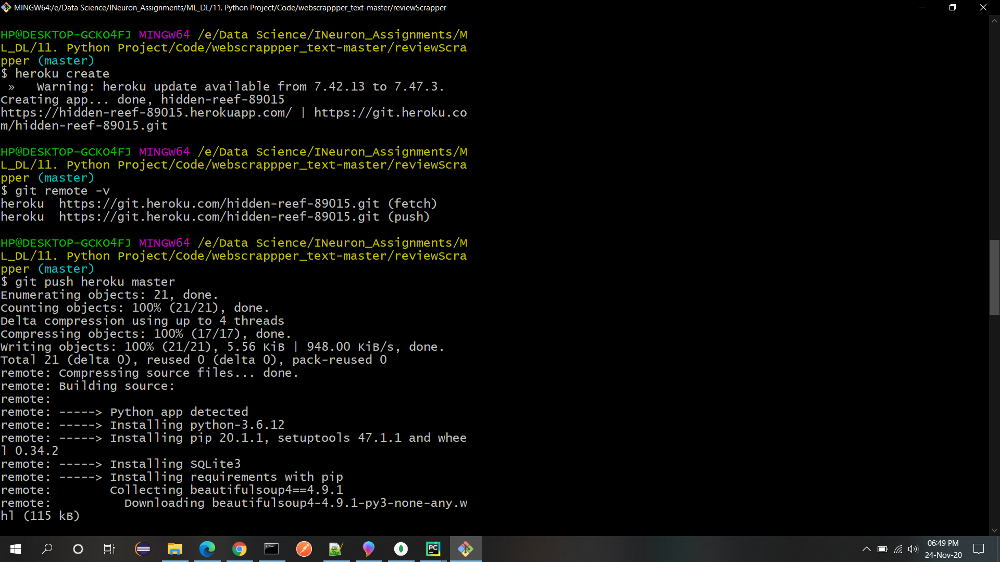 MINGW64:/e/Data Science/INeuron_Assignments/ML_DL/11. Python Project/Code/webscrappper_text-master/reviewScrapper
HP@DESKTOP-GCKO4FJ MINGW64 /e/Data Science/INeuron_Assignments/M
L_DL/11. Python Project/Code/webscrappper_text-master/reviewScra
pper (master)
$ heroku create
 »   Warning: heroku update available from 7.42.13 to 7.47.3.
Creating app... done, hidden-reef-89015
https://hidden-reef-89015.herokuapp.com/ | https://git.heroku.co
m/hidden-reef-89015.git
HP@DESKTOP-GCKO4FJ MINGW64 /e/Data Science/INeuron_Assignments/M
L_DL/11. Python Project/Code/webscrappper_text-master/reviewScra
pper (master)
$ git remote -v
heroku  https://git.heroku.com/hidden-reef-89015.git (fetch)
heroku  https://git.heroku.com/hidden-reef-89015.git (push)
HP@DESKTOP-GCKO4FJ MINGW64 /e/Data Science/INeuron_Assignments/M
L_DL/11. Python Project/Code/webscrappper_text-master/reviewScra
pper (master)
$ git push heroku master
Enumerating objects: 21, done.
Counting objects: 100% (21/21), done.
Delta compression using up to 4 threads
Compressing objects: 100% (17/17), done.
Writing objects: 100% (21/21), 5.56 KiB | 948.00 KiB/s, done.
Total 21 (delta 0), reused 0 (delta 0), pack-reused 0
remote: Compressing source files... done.
remote: Building source:
remote:
remote: -----> Python app detected
remote: -----> Installing python-3.6.12
remote: -----> Installing pip 20.1.1, setuptools 47.1.1 and whee
l 0.34.2
remote: -----> Installing SQLite3
remote: -----> Installing requirements with pip
remote:        Collecting beautifulsoup4==4.9.1
remote:          Downloading beautifulsoup4-4.9.1-py3-none-any.w
hl (115 kB)
PC
06:49 PM
24-Nov-20